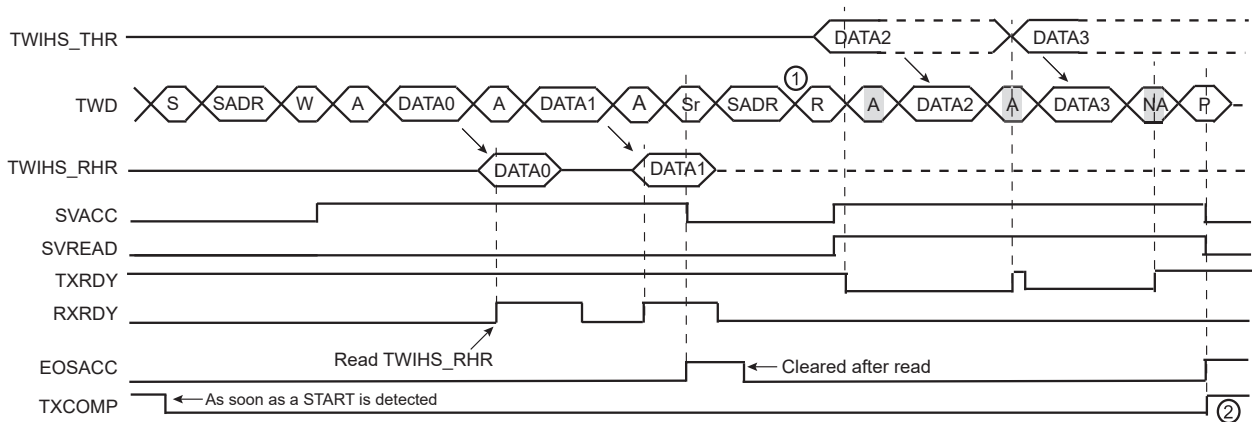 TWIHS_THR DATA2 DATA3
①
TWD S SADR W A DATA0 A DATA1 A Sr SADR R A DATA2 A DATA3 NA P
TWIHS_RHR DATA0 DATA1
SVACC
SVREAD
TXRDY
RXRDY
Read TWIHS_RHR
EOSACC Cleared after read
TXCOMP As soon as a START is detected ②